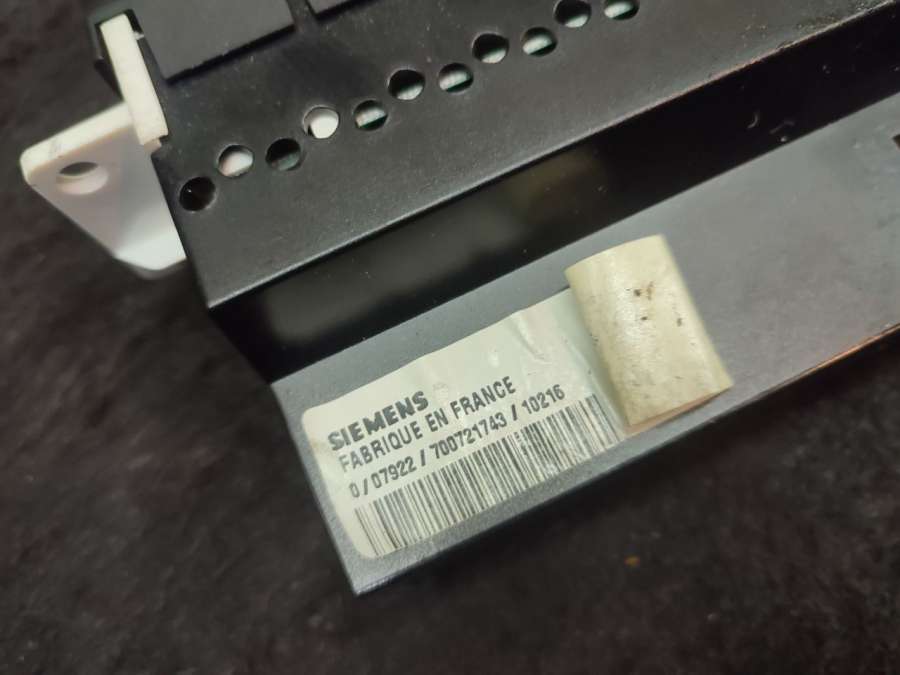 SIEMENS
FABRIQUE EN FRANCE
0/07922/700721743/10216